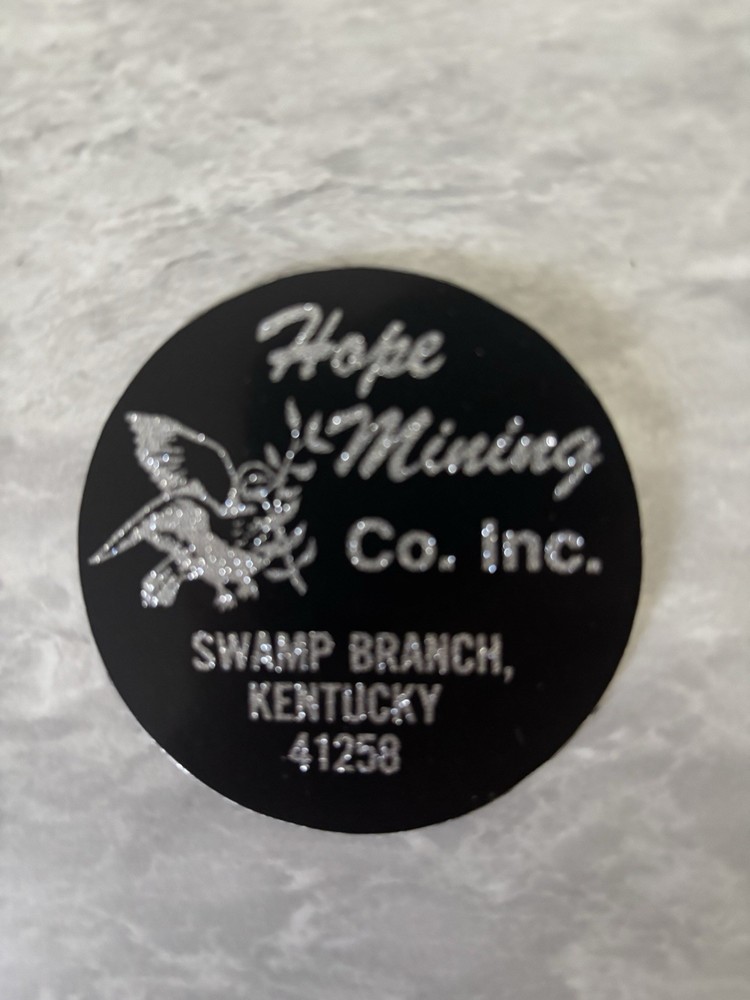 Hope
Mining
Co. Inc.
SWAMP BRANCH,
KENTUCKY
41258